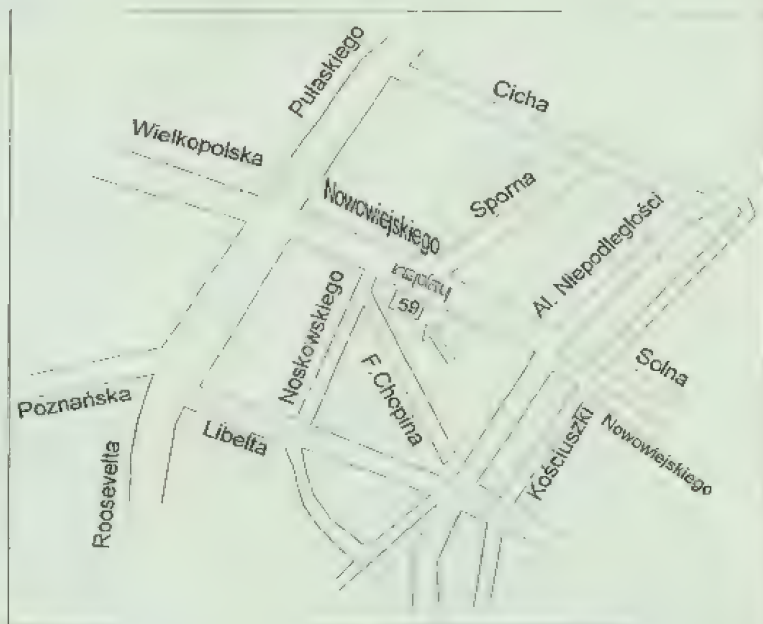 Pułaskiego
Cicha
Wielkopolska
Nowowiejskiego
Sporna
Al. Niepodległości
59
Noskowskiego
F.Chopina
Solna
Poznańska
Libelta
Kościuszki
Nowowiejskiego
Roosevelta